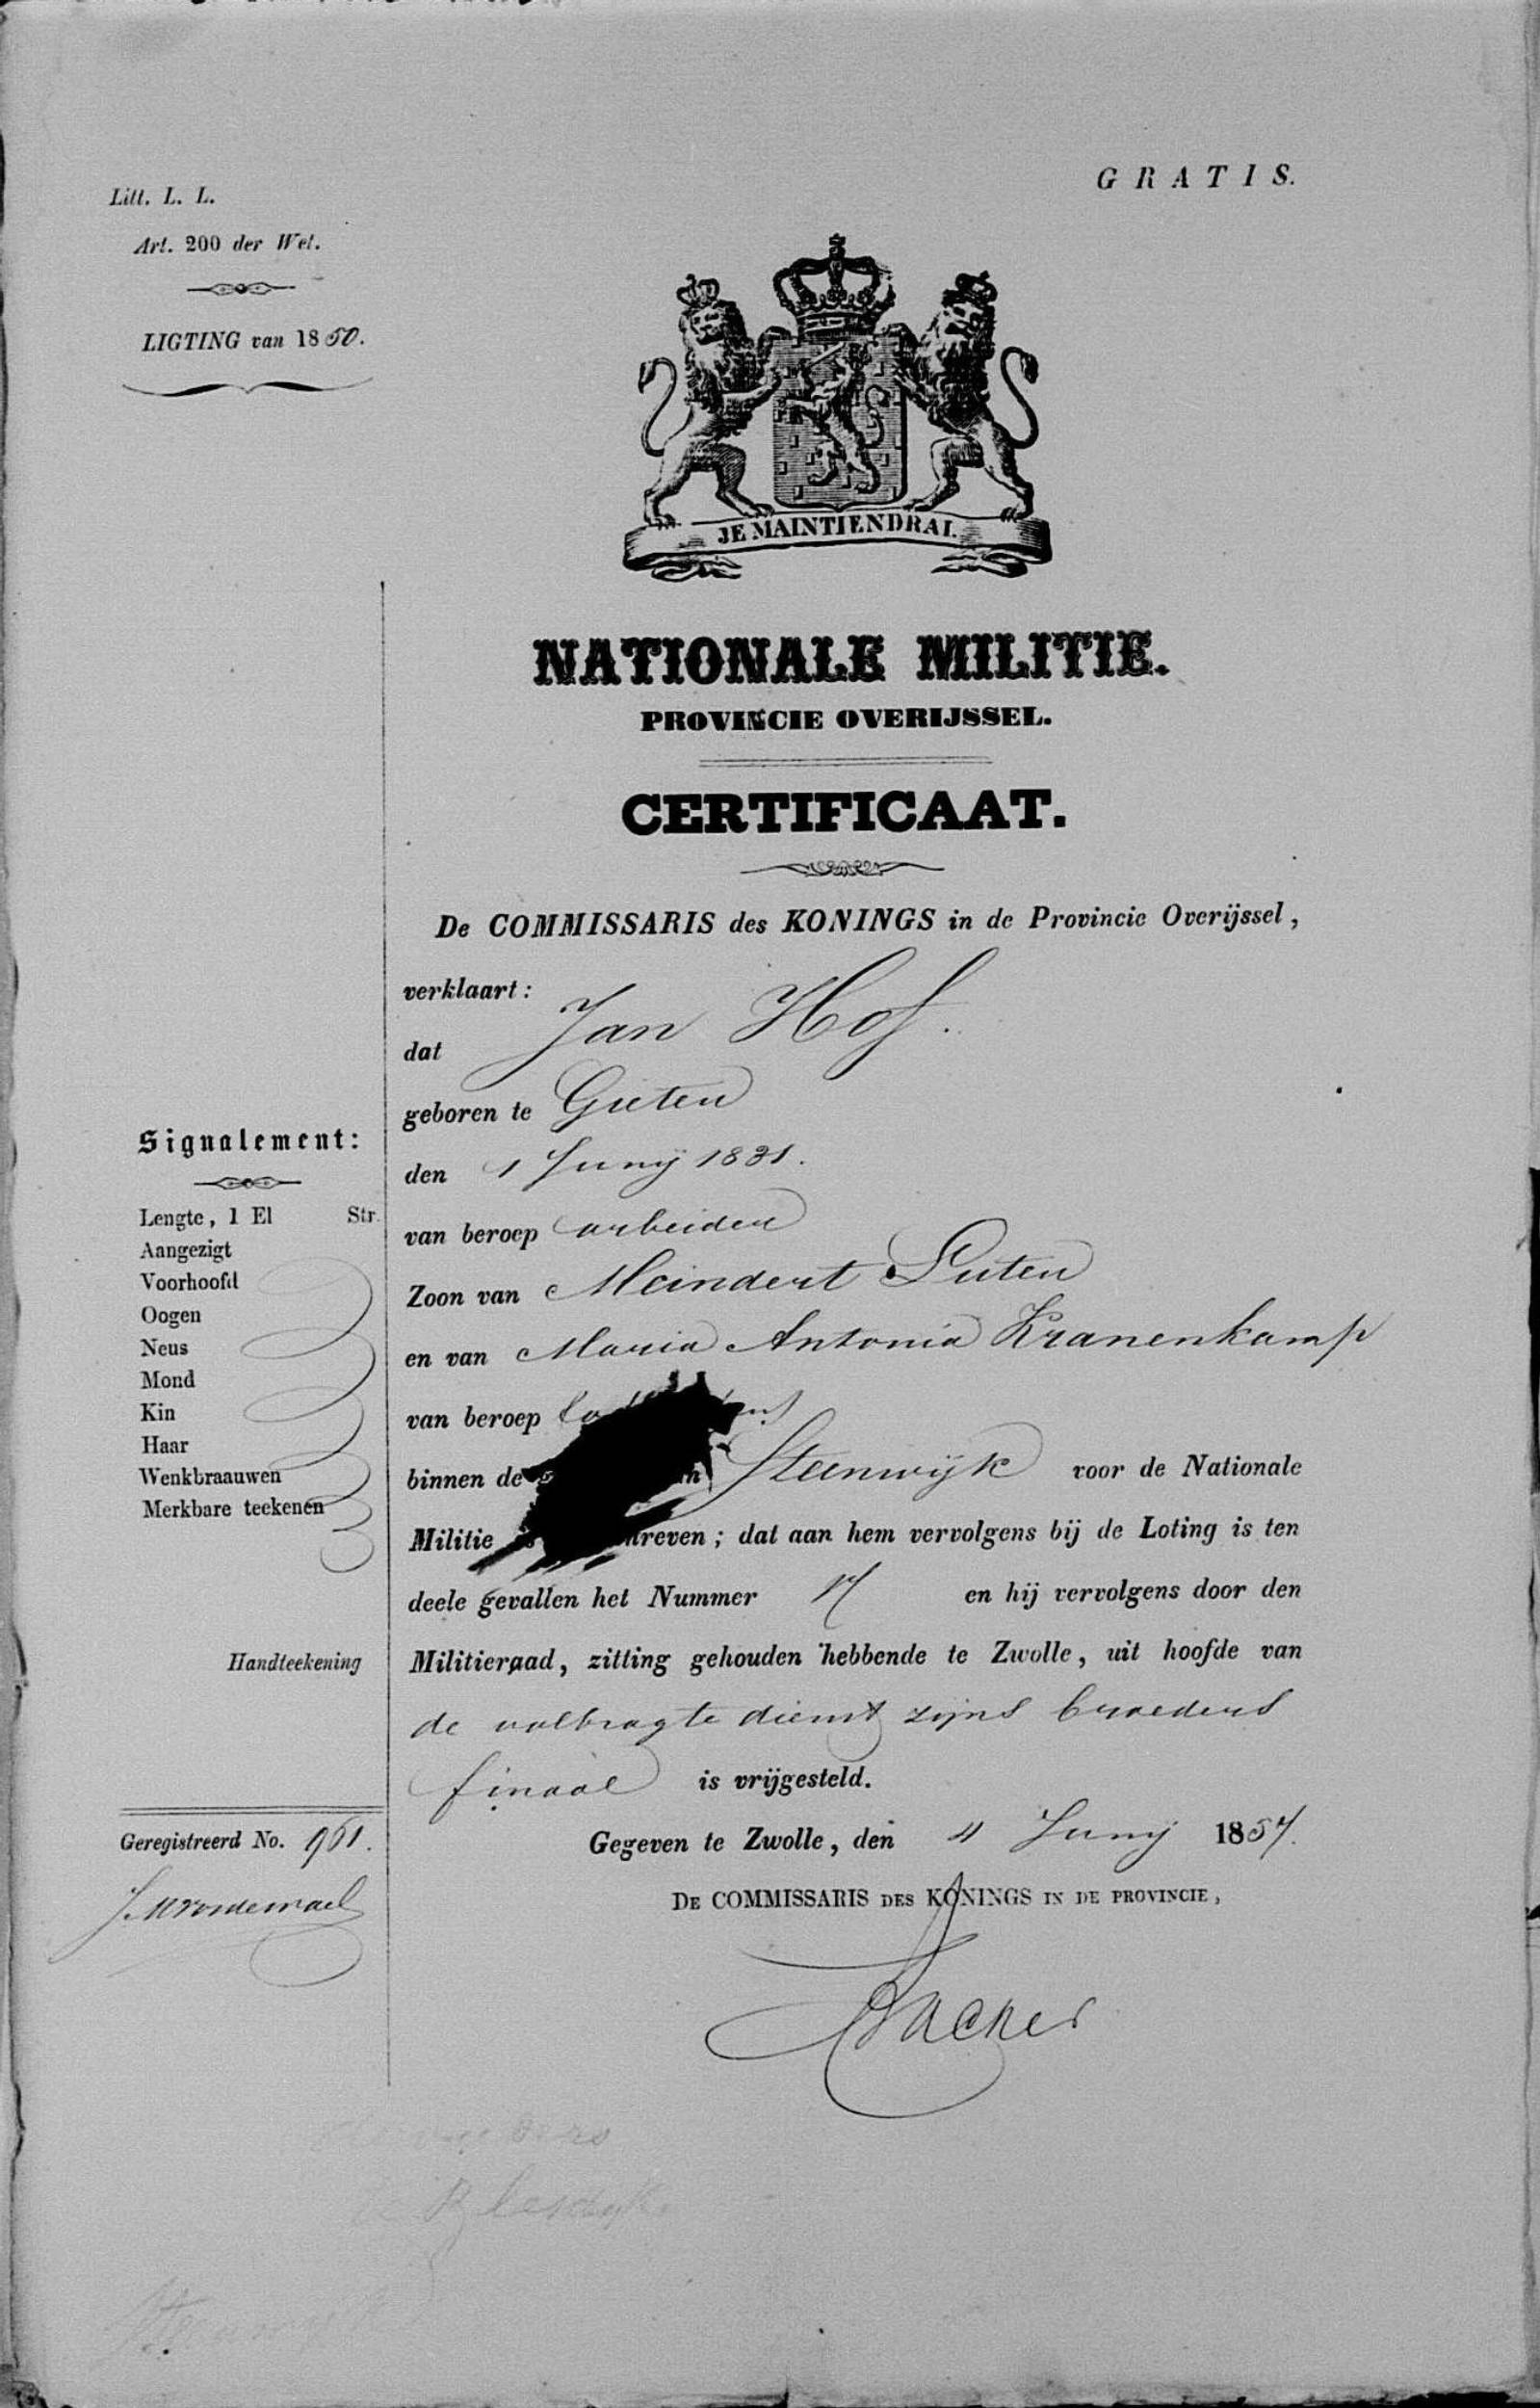 GRATIS.
Litt. L. L.
Art. 200 der Wet.
LIGTING van 1850.
JE MAINTIENDRAI.
NATIONALE MILITIE.
PROVINCIE OVERIJSSEL.
CERTIFICAAT.
De COMMISSARIS des KONINGS in de Provincie Overijssel,
verklaart:
dat Jan Hof.
geboren te Gieten
den 1 Junij 1831.
van beroep arbeider
Zoon van Meindert Luten
en van Maria Antonia Kranenkamp
van beroep
binnen de Steenwijk voor de Nationale
Militie ; dat aan hem vervolgens bij de Loting is ten
deele gevallen het Nummer 17 en hij vervolgens door den
Militieraad, zitting gehouden hebbende te Zwolle, uit hoofde van
de volbragte dienst zijns broeders
finaal is vrijgesteld.
Gegeven te Zwolle, den 4 Junij 1857.
DE COMMISSARIS DES KONINGS IN DE PROVINCIE,
Signalement:
Lengte, 1 El Str.
Aangezigt
Voorhoofd
Oogen
Neus
Mond
Kin
Haar
Wenkbraauwen
Merkbare teekenen
Handteekening
Geregistreerd No. 961.